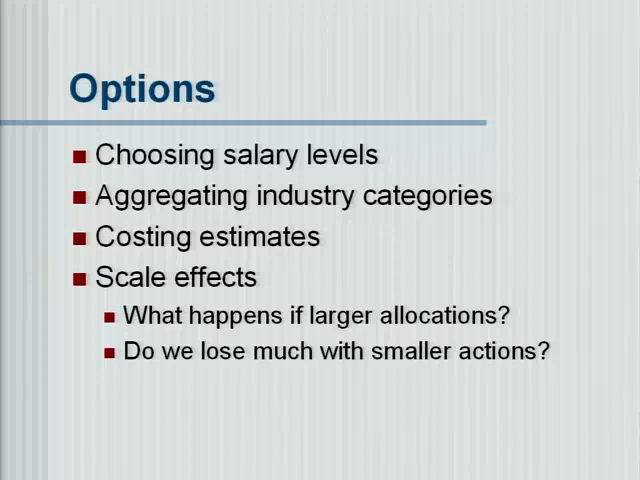 Options
Choosing salary levels
Aggregating industry categories
Costing estimates
Scale effects
What happens if larger allocations?
Do we lose much with smaller actions?